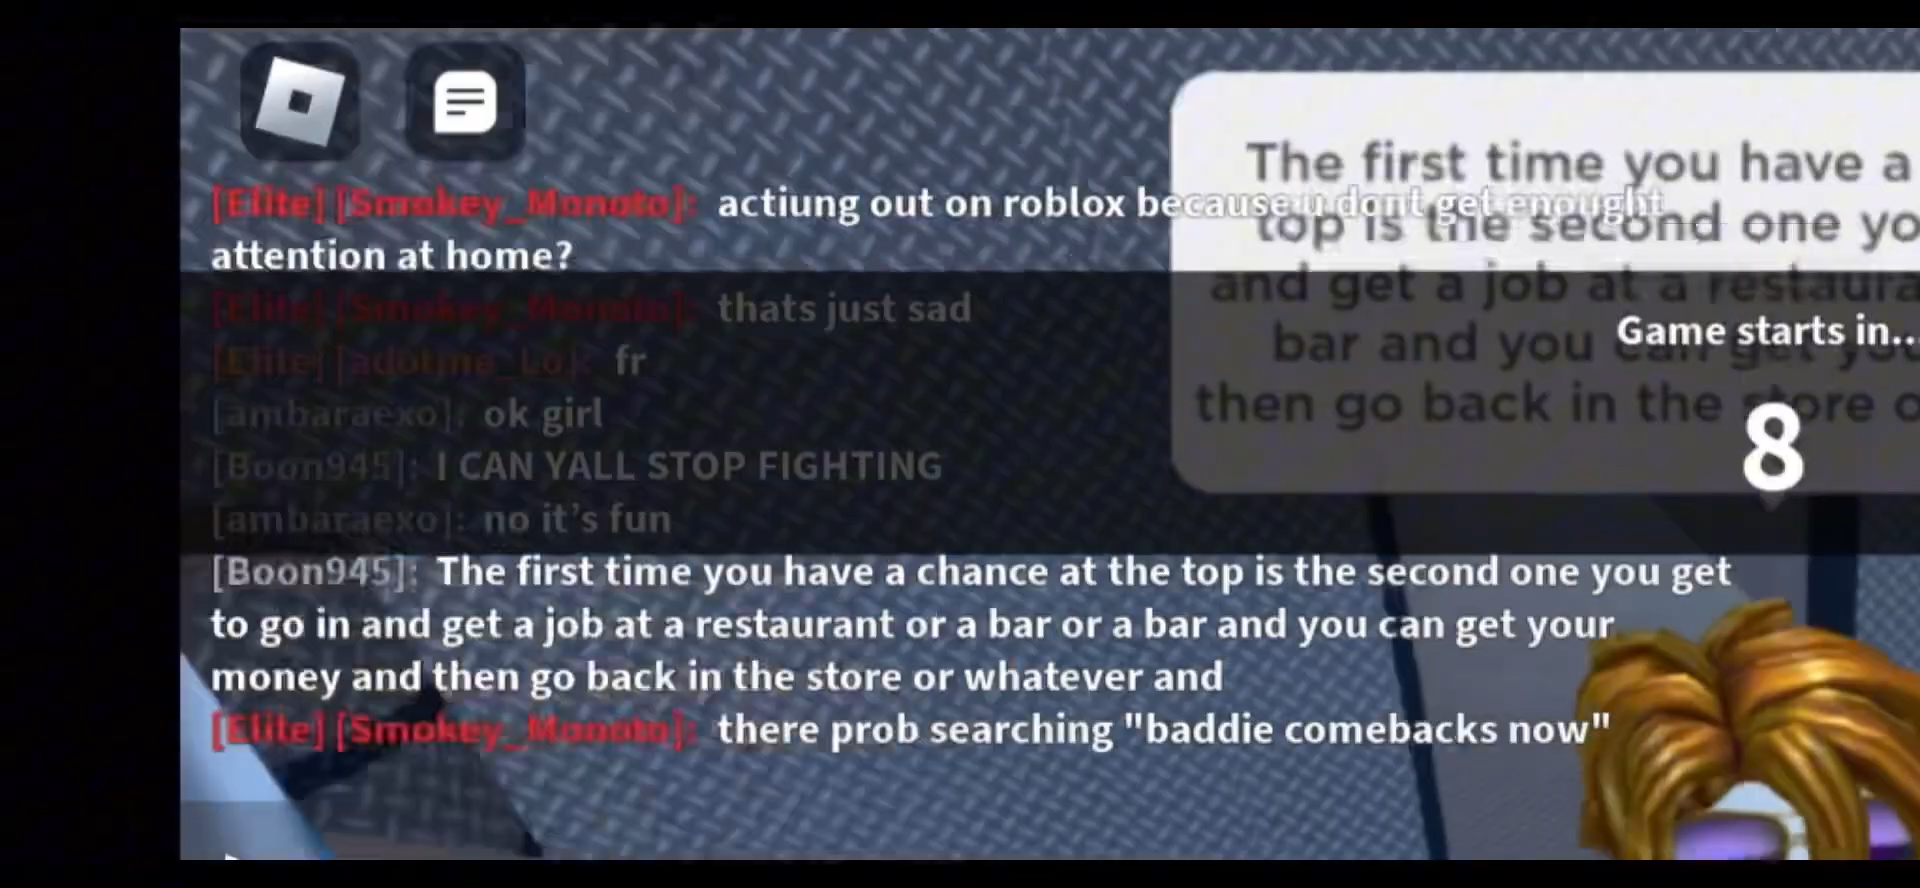 The first time you have a
[Elite] [Smokey_Monoto]: actiung out on roblox because u dont get enought
top is the second one yo
attention at home?
and get a job at a restaura
[Elite] [Smokey_Monoto]: thats just sad
Game starts in...
bar and you can get you
[Elite] fr
[ambaraexo]: ok girl
then go back in the store o
8
[Boon945]: I CAN YALL STOP FIGHTING
[ambaraexo]: no it's fun
[Boon945]: The first time you have a chance at the top is the second one you get
to go in and get a job at a restaurant or a bar or a bar and you can get your
money and then go back in the store or whatever and
[Elite] [Smokey_Monoto]: there prob searching "baddie comebacks now"